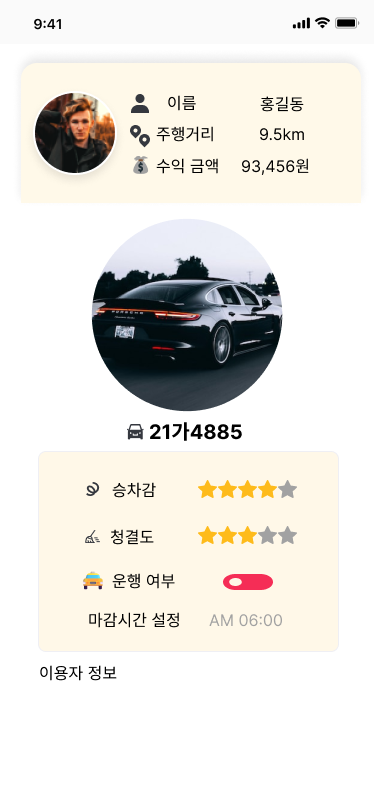 9:41
이름 홍길동
주행거리 9.5km
수익 금액 93,456원
PORSCHE
21가4885
승차감
청결도
운행 여부
마감시간 설정 AM 06:00
이용자 정보